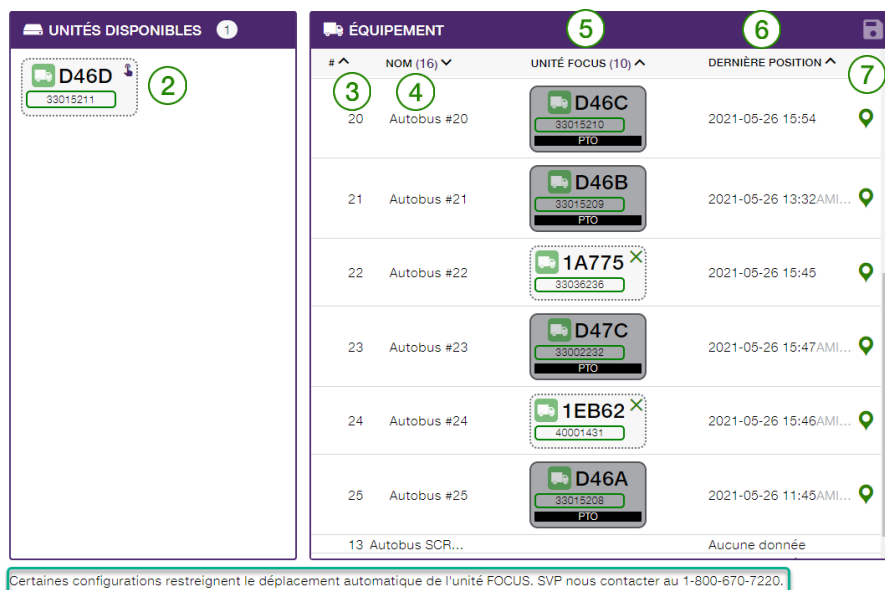 UNITÉS DISPONIBLES 1
D46D
33015211
2
ÉQUIPEMENT
5
6
#
NOM (16)
UNITÉ FOCUS (10)
DERNIÈRE POSITION
3
4
7
20 Autobus #20
D46C
33015210
PTO
2021-05-26 15:54
21 Autobus #21
D46B
33015209
PTO
2021-05-26 13:32AMI...
22 Autobus #22
1A775
33036236
2021-05-26 15:45
23 Autobus #23
D47C
33002232
PTO
2021-05-26 15:47AMI...
24 Autobus #24
1EB62
40001431
2021-05-26 15:46AMI...
25 Autobus #25
D46A
33015208
PTO
2021-05-26 11:45AMI...
13 Autobus SCR...
Aucune donnée
Certaines configurations restreignent le déplacement automatique de l'unité FOCUS. SVP nous contacter au 1-800-670-7220.